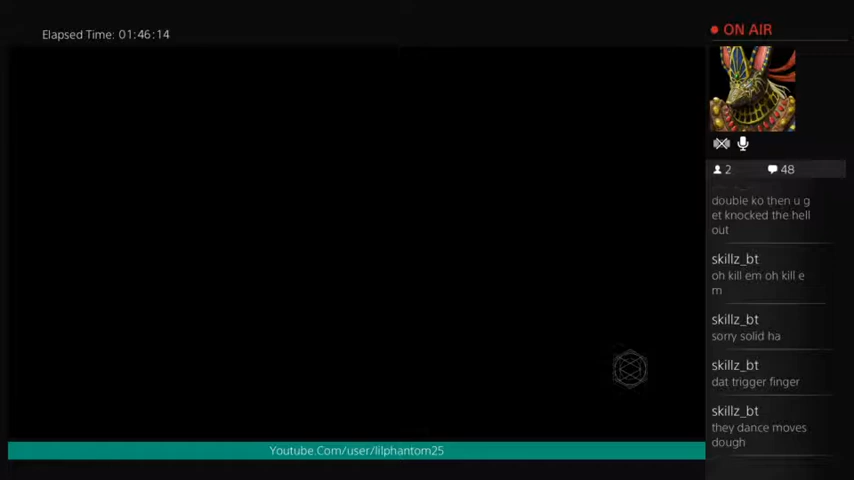 Elapsed Time: 01:46:14
ON AIR
2 48
double ko then u g
et knocked the hell
out
skillz_bt
oh kill em oh kill e
m
skillz_bt
sorry solid ha
skillz_bt
dat trigger finger
skillz_bt
they dance moves
dough
Youtube.Com/user/lilphantom25